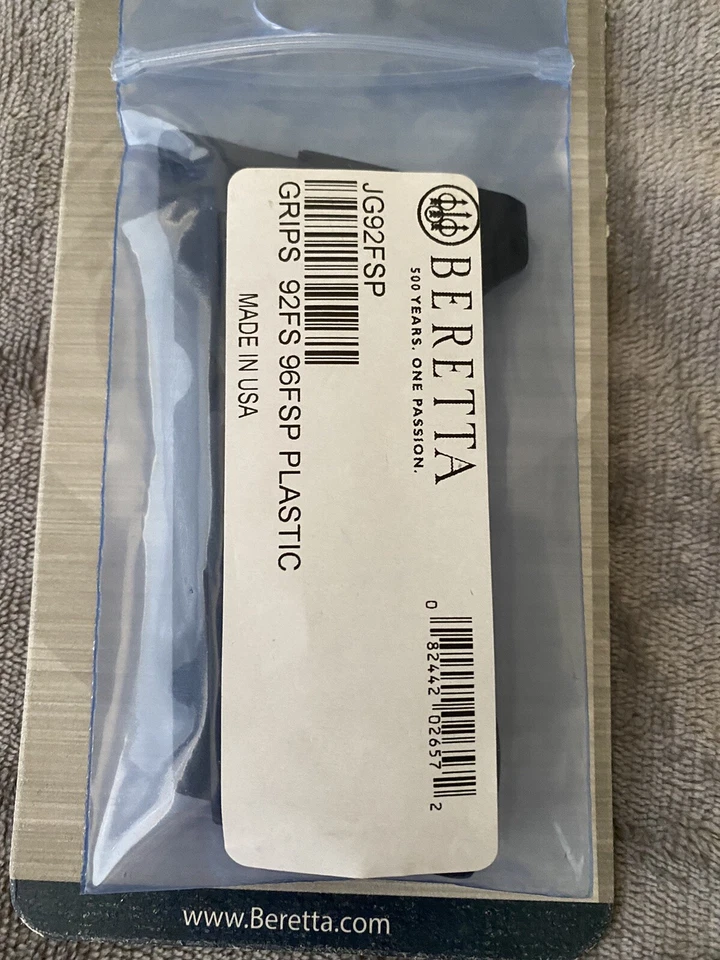 BERETTA
500 YEARS. ONE PASSION.
JG92FSP
GRIPS 92FS 96FSP PLASTIC
MADE IN USA
0 82442 02657 2
www.Beretta.com